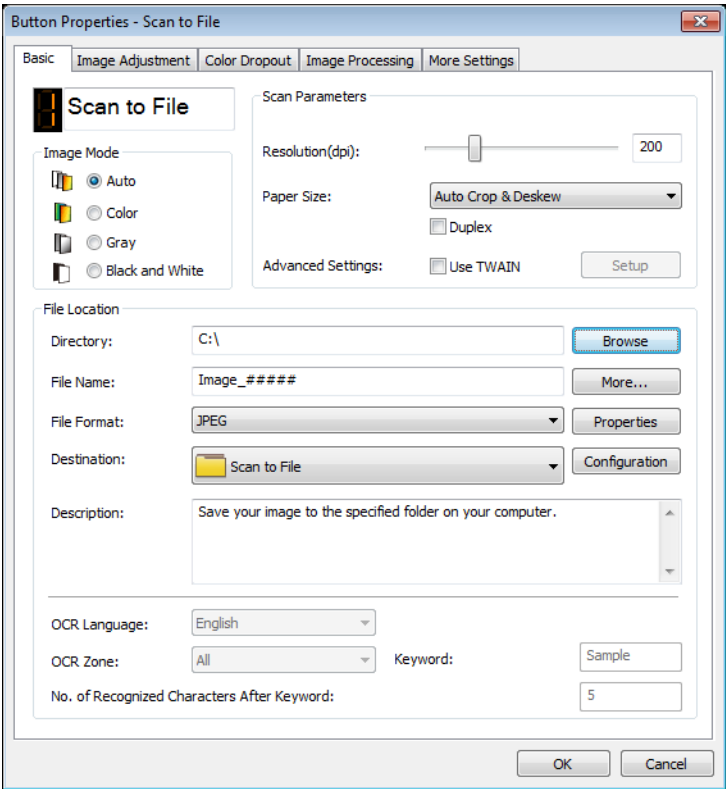 Button Properties - Scan to File
Basic Image Adjustment Color Dropout Image Processing More Settings
1 Scan to File
Scan Parameters
Resolution(dpi): 200
Paper Size: Auto Crop & Deskew
Duplex
Advanced Settings: Use TWAIN Setup
Image Mode
Auto
Color
Gray
Black and White
File Location
Directory: C:\ Browse
File Name: Image_##### More...
File Format: JPEG Properties
Destination: Scan to File Configuration
Description: Save your image to the specified folder on your computer.
OCR Language: English
OCR Zone: All Keyword: Sample
No. of Recognized Characters After Keyword: 5
OK Cancel